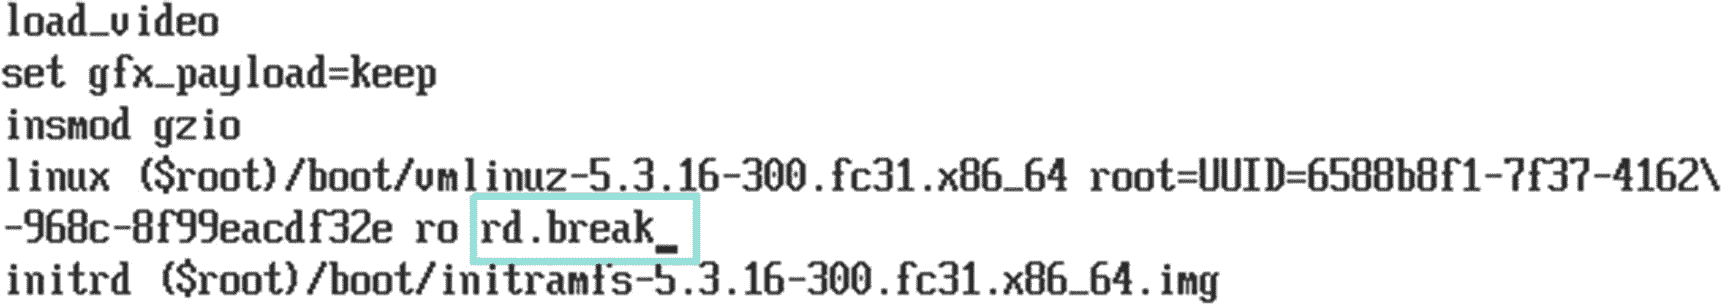 load_video
set gfx_payload=keep
insmod gzio
linux ($root)/boot/vmlinuz-5.3.16-300.fc31.x86_64 root=UUID=6588b8f1-7f37-4162\
-968c-8f99eacdf32e ro rd.break_
initrd ($root)/boot/initramfs-5.3.16-300.fc31.x86_64.img